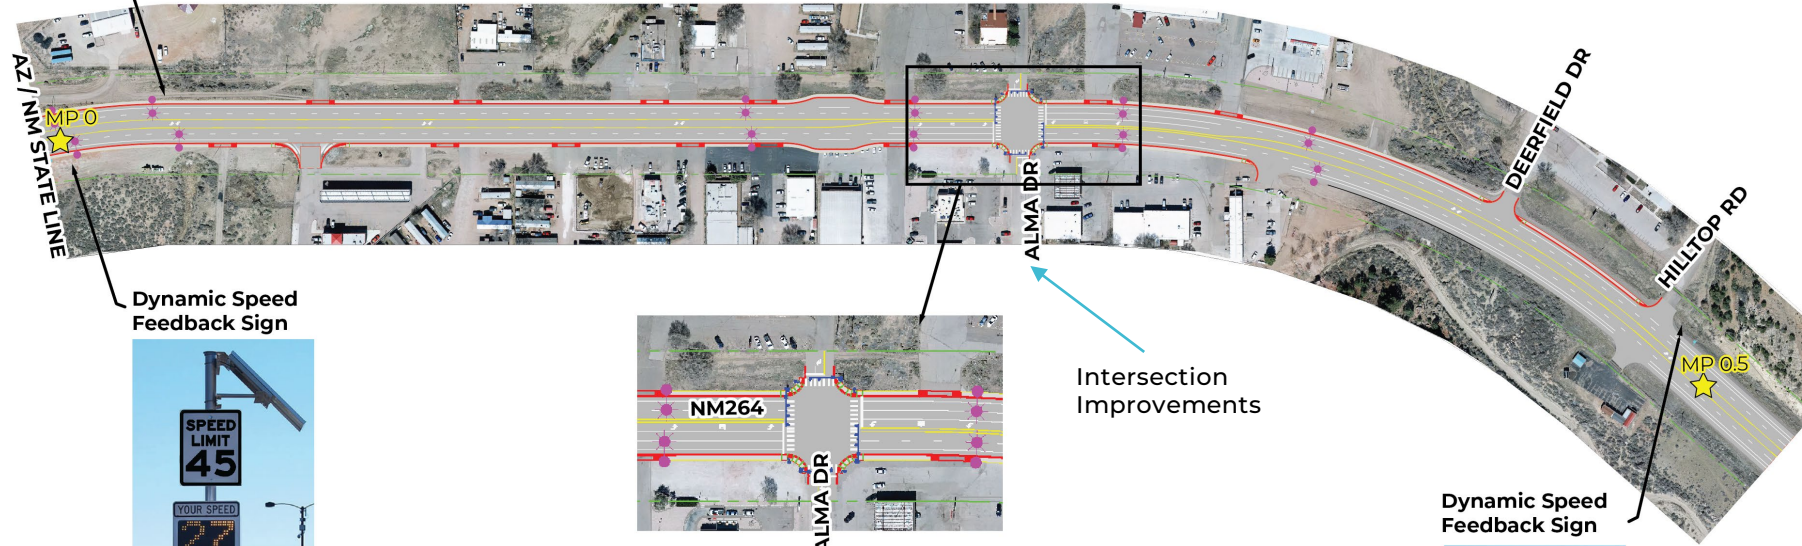 AZ / NM STATE LINE
MP 0
ALMA DR
DEERFIELD DR
HILLTOP RD
MP 0.5
Dynamic Speed
Feedback Sign
SPEED
LIMIT
45
YOUR SPEED
27
NM264
ALMA DR
Intersection
Improvements
Dynamic Speed
Feedback Sign